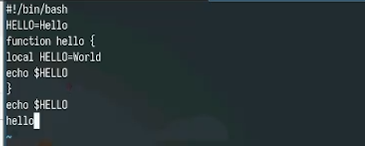 #!/bin/bash
HELLO=Hello
function hello {
local HELLO=World
echo $HELLO
}
echo $HELLO
hello
~